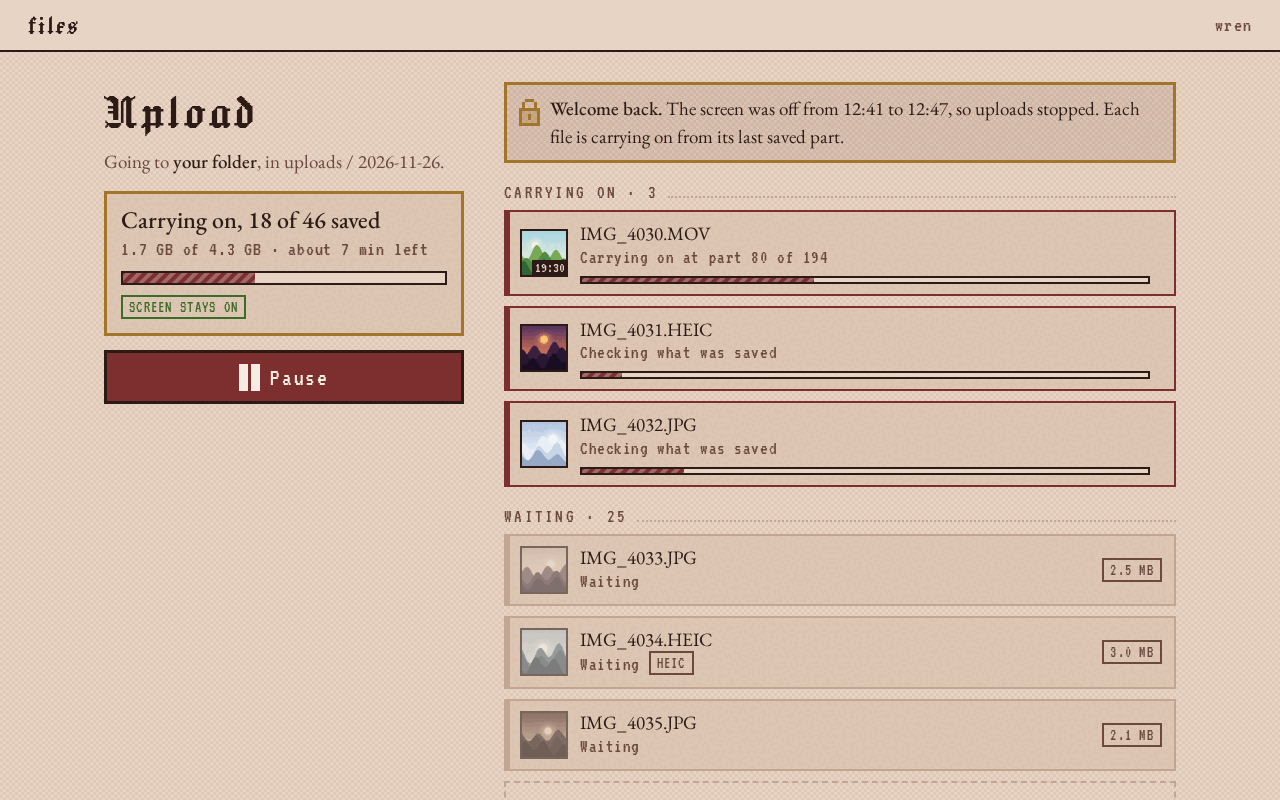 files
wren
Upload
Going to your folder, in uploads / 2026-11-26.
Carrying on, 18 of 46 saved
1.7 GB of 4.3 GB · about 7 min left
SCREEN STAYS ON
Pause
Welcome back. The screen was off from 12:41 to 12:47, so uploads stopped. Each
file is carrying on from its last saved part.
CARRYING ON · 3
IMG_4030.MOV
19:30
Carrying on at part 80 of 194
IMG_4031.HEIC
Checking what was saved
IMG_4032.JPG
Checking what was saved
WAITING · 25
IMG_4033.JPG
Waiting
2.5 MB
IMG_4034.HEIC
Waiting HEIC
3.0 MB
IMG_4035.JPG
Waiting
2.1 MB